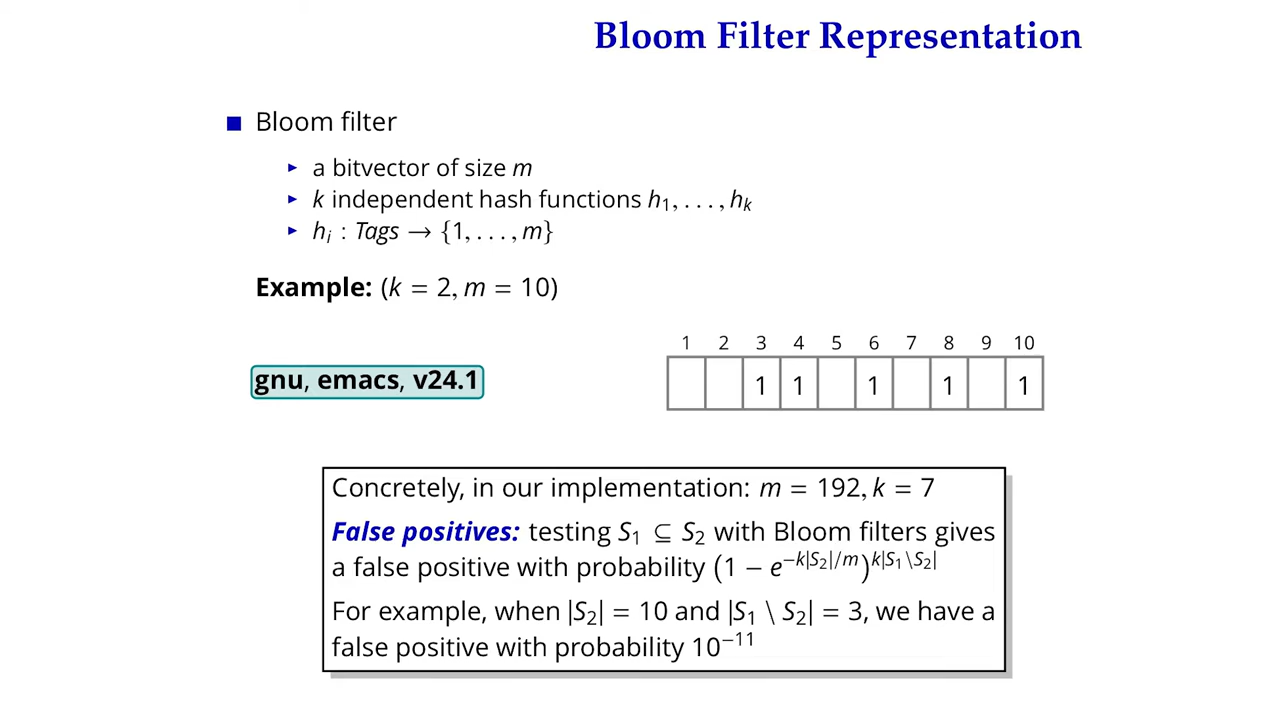 Bloom Filter Representation
■ Bloom filter
▸ a bitvector of size m
▸ k independent hash functions h₁, . . . , hₖ
▸ hᵢ : Tags → {1, . . . , m}
Example: (k = 2, m = 10)
1 2 3 4 5 6 7 8 9 10
gnu, emacs, v24.1
1 1 1 1 1
Concretely, in our implementation: m = 192, k = 7
False positives: testing S₁ ⊆ S₂ with Bloom filters gives
a false positive with probability (1 − e^{−k|S₂|/m})^{k|S₁\S₂|}
For example, when |S₂| = 10 and |S₁ \ S₂| = 3, we have a
false positive with probability 10⁻¹¹